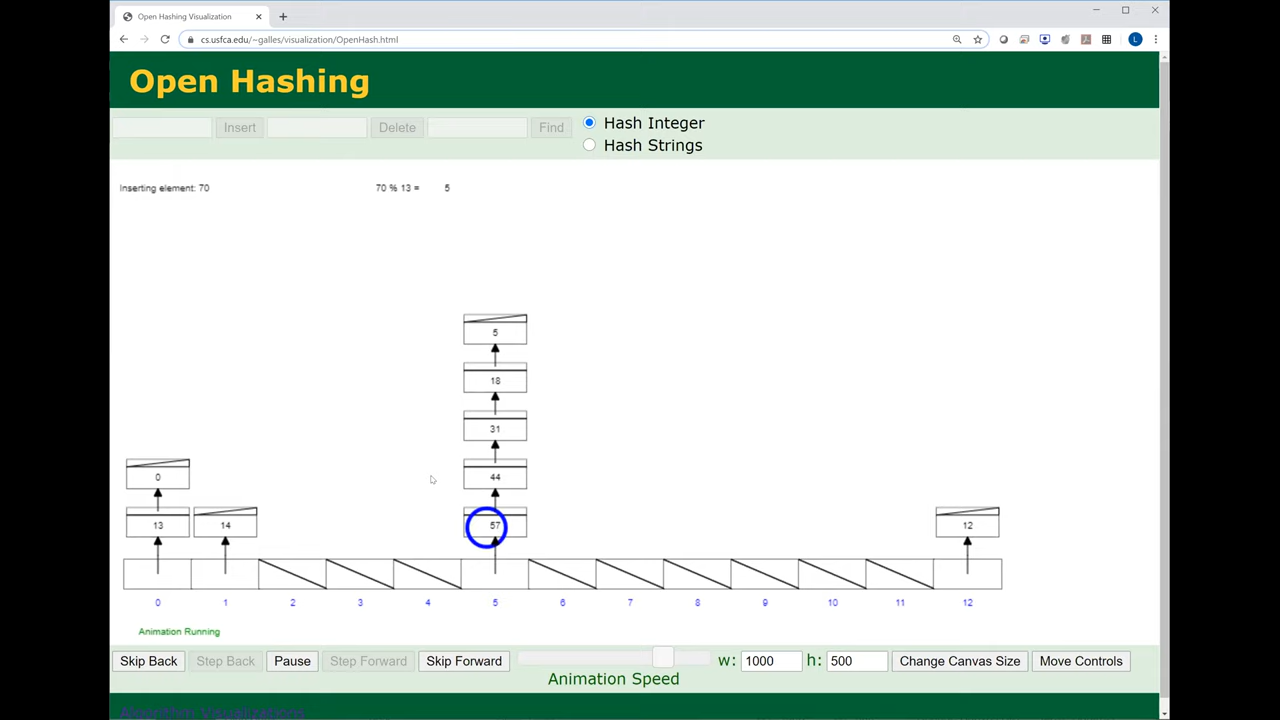 Open Hashing Visualization
cs.usfca.edu/~galles/visualization/OpenHash.html
L
Open Hashing
Insert Delete Find
Hash Integer
Hash Strings
Inserting element: 70 70 % 13 = 5
5
18
31
0 44
13 14 57 12
0 1 2 3 4 5 6 7 8 9 10 11 12
Animation Running
Skip Back Step Back Pause Step Forward Skip Forward w: 1000 h: 500 Change Canvas Size Move Controls
Animation Speed
Algorithm Visualizations